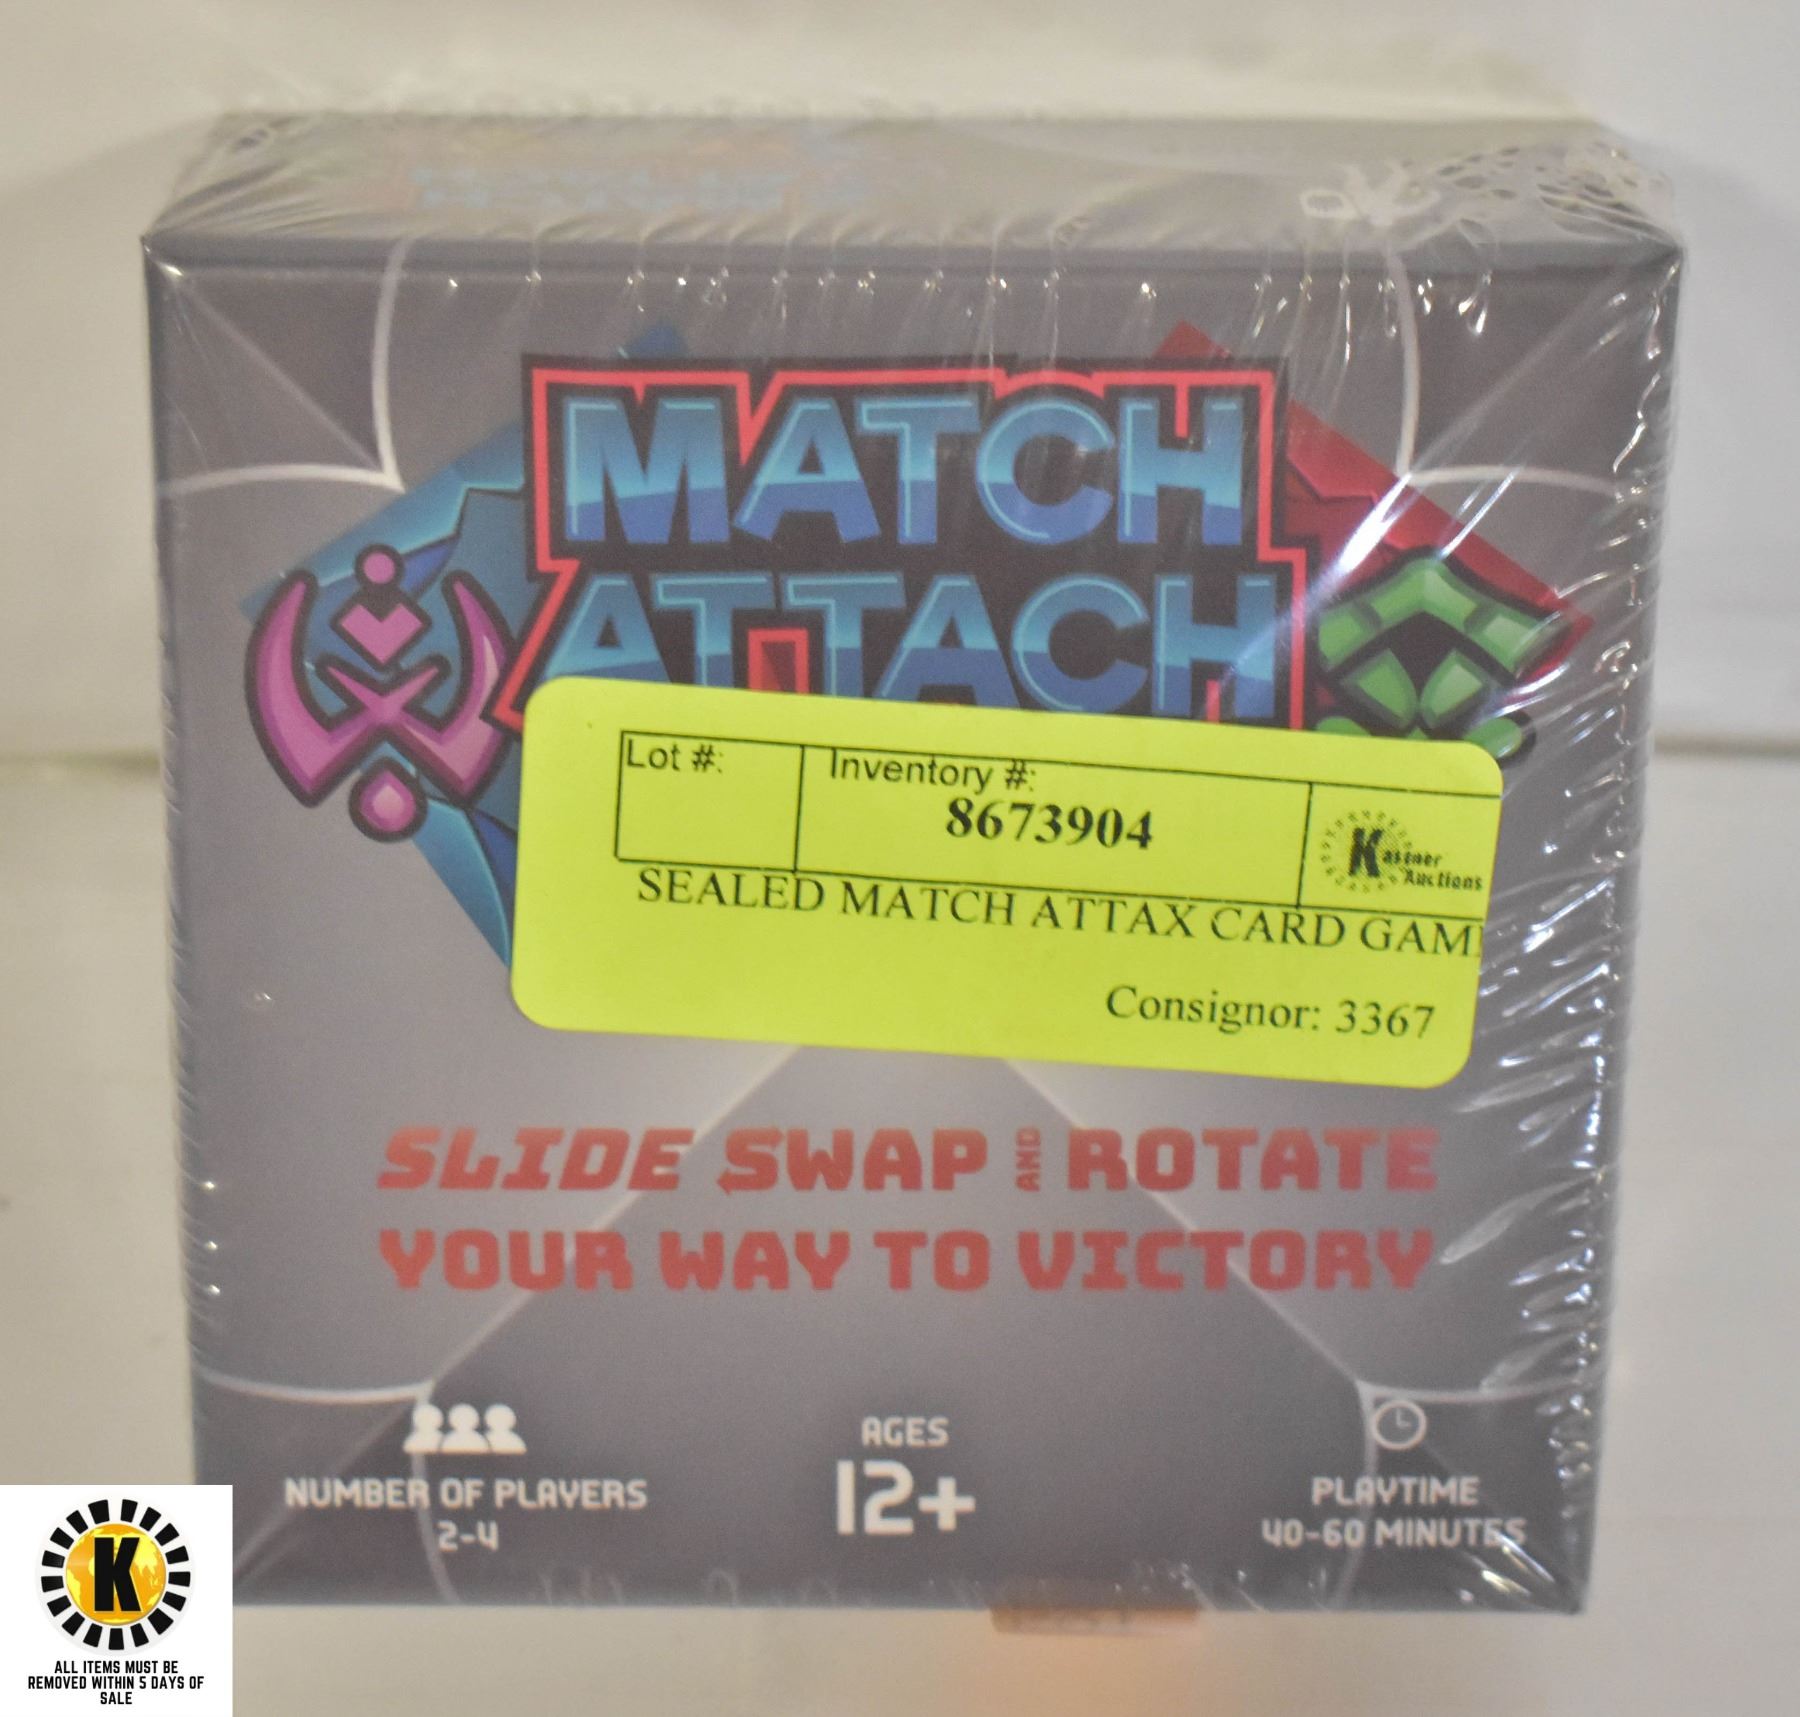 MATCH
ATTACH
Lot #:
Inventory #:
8673904
Kastner
Auctions
SEALED MATCH ATTAX CARD GAM
Consignor: 3367
SLIDE SWAP AND ROTATE
YOUR WAY TO VICTORY
NUMBER OF PLAYERS
2-4
AGES
12+
PLAYTIME
40-60 MINUTES
K
ALL ITEMS MUST BE
REMOVED WITHIN 5 DAYS OF
SALE